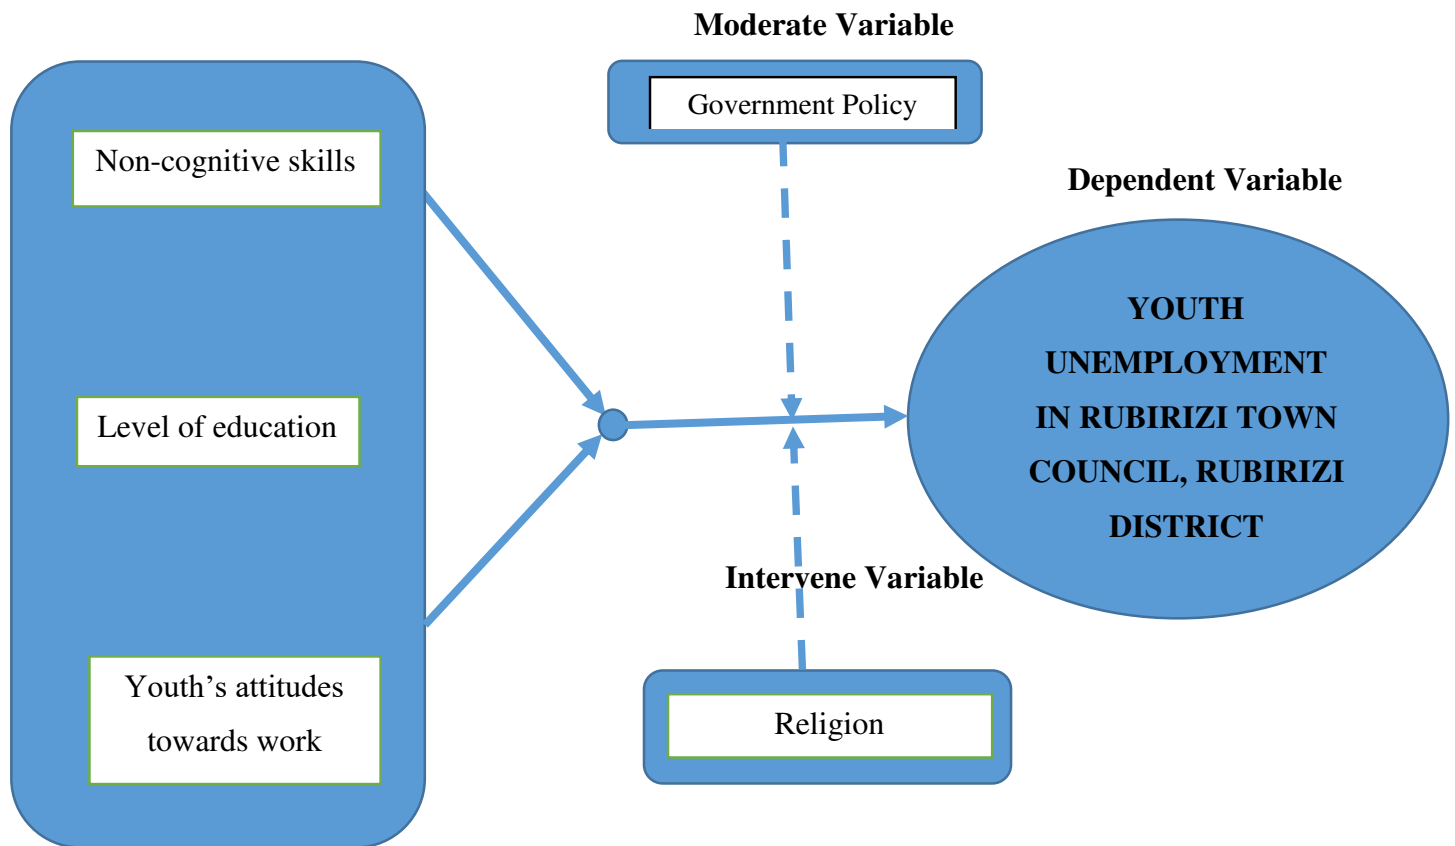 Moderate Variable
Government Policy
Non-cognitive skills
Dependent Variable
YOUTH
UNEMPLOYMENT
IN RUBIRIZI TOWN
COUNCIL, RUBIRIZI
DISTRICT
Level of education
Intervene Variable
Youth’s attitudes
towards work
Religion